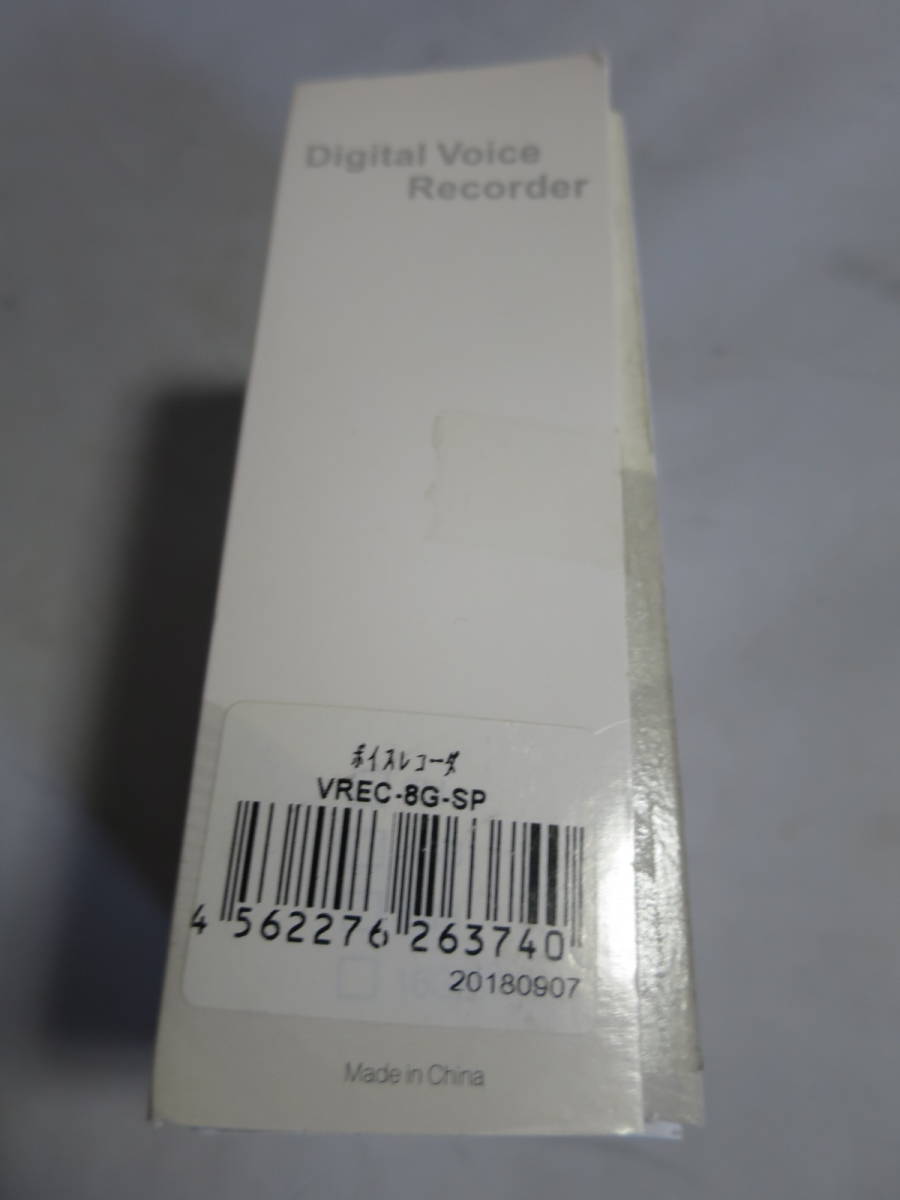 Digital Voice
Recorder
ボイスレコーダ
VREC-8G-SP
4 562276 263740
20180907
Made in China